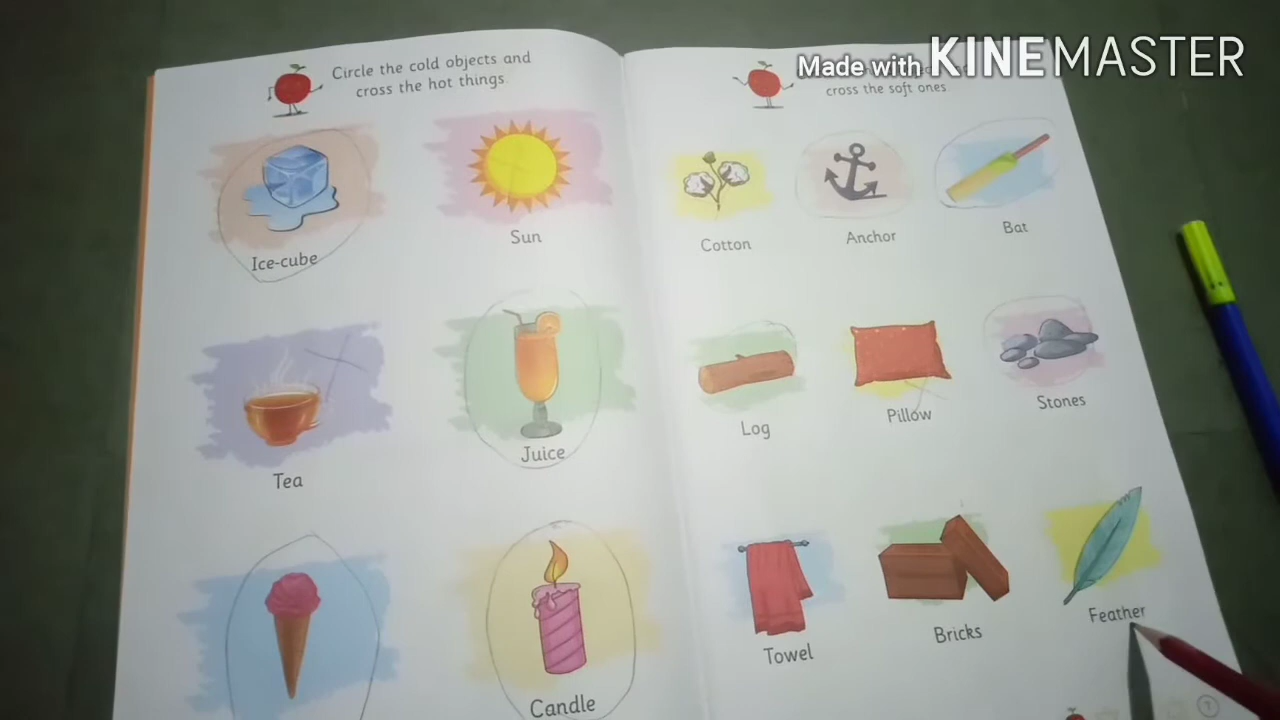 Circle the cold objects and
cross the hot things.
Ice-cube
Sun
Tea
Juice
Candle
Made with KINEMASTER
cross the soft ones
Cotton
Anchor
Bat
Log
Pillow
Stones
Towel
Bricks
Feather
7